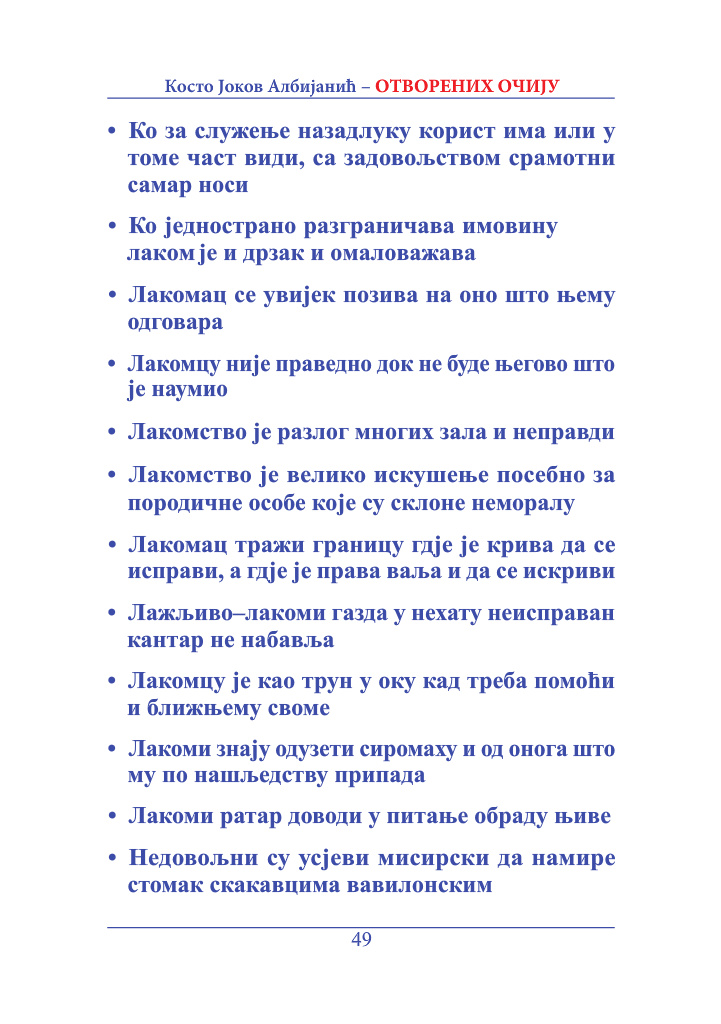 Косто Јоков Албијанић – ОТВОРЕНИХ ОЧИЈУ
• Ко за служење назадлуку корист има или у
томе част види, са задовољством срамотни
самар носи
• Ко једнострано разграничава имовину
лаком је и дрзак и омаловажава
• Лакомац се увијек позива на оно што њему
одговара
• Лакомцу није праведно док не буде његово што
је наумио
• Лакомство је разлог многих зала и неправди
• Лакомство је велико искушење посебно за
породичне особе које су склоне неморалу
• Лакомац тражи границу гдје је крива да се
исправи, а гдје је права ваља и да се искриви
• Лажљиво–лакоми газда у нехату неисправан
кантар не набавља
• Лакомцу је као трун у оку кад треба помоћи
и ближњему своме
• Лакоми знају одузети сиромаху и од онога што
му по нашљедству припада
• Лакоми ратар доводи у питање обраду њиве
• Недовољни су усјеви мисирски да намире
стомак скакавцима вавилонским
49